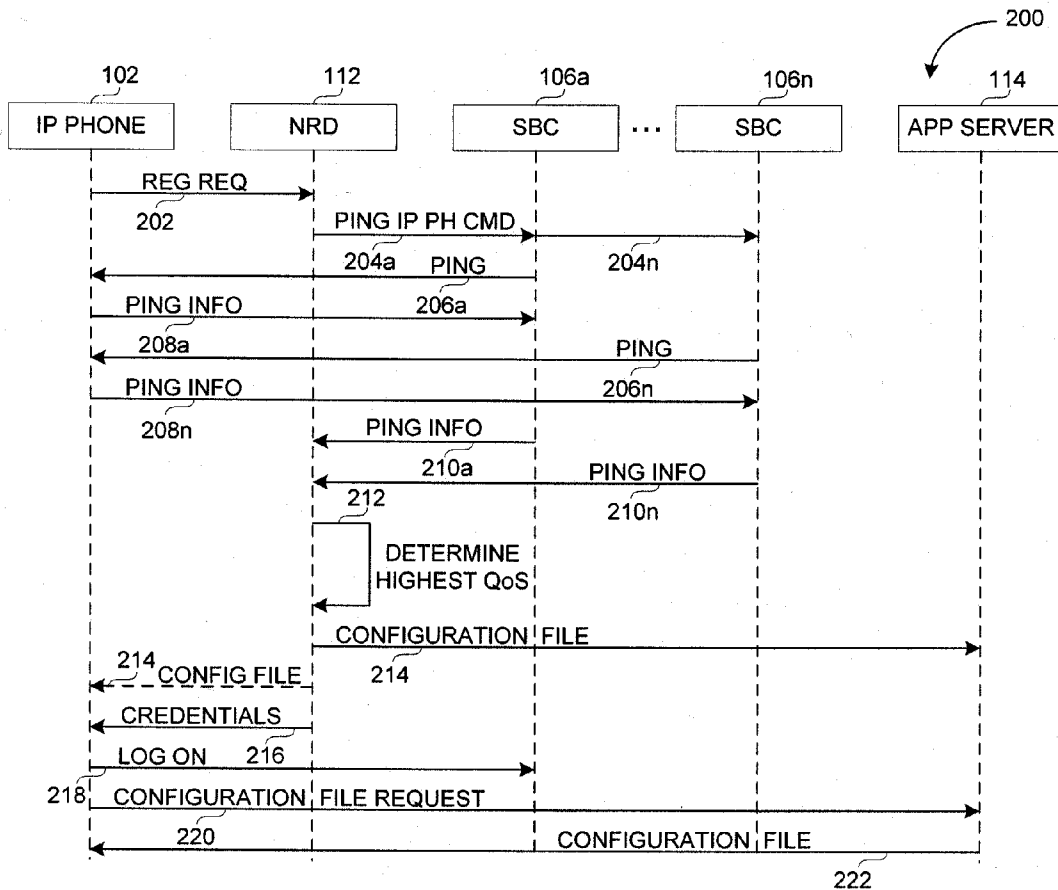 200
102
112
106a
106n
114
IP PHONE
NRD
SBC
...
SBC
APP SERVER
REG REQ
202
PING IP PH CMD
204a
204n
PING
206a
PING INFO
208a
PING
206n
PING INFO
208n
PING INFO
210a
PING INFO
210n
212
DETERMINE
HIGHEST QoS
CONFIGURATION FILE
214
214
CONFIG FILE
CREDENTIALS
216
LOG ON
218
CONFIGURATION FILE REQUEST
220
CONFIGURATION FILE
222